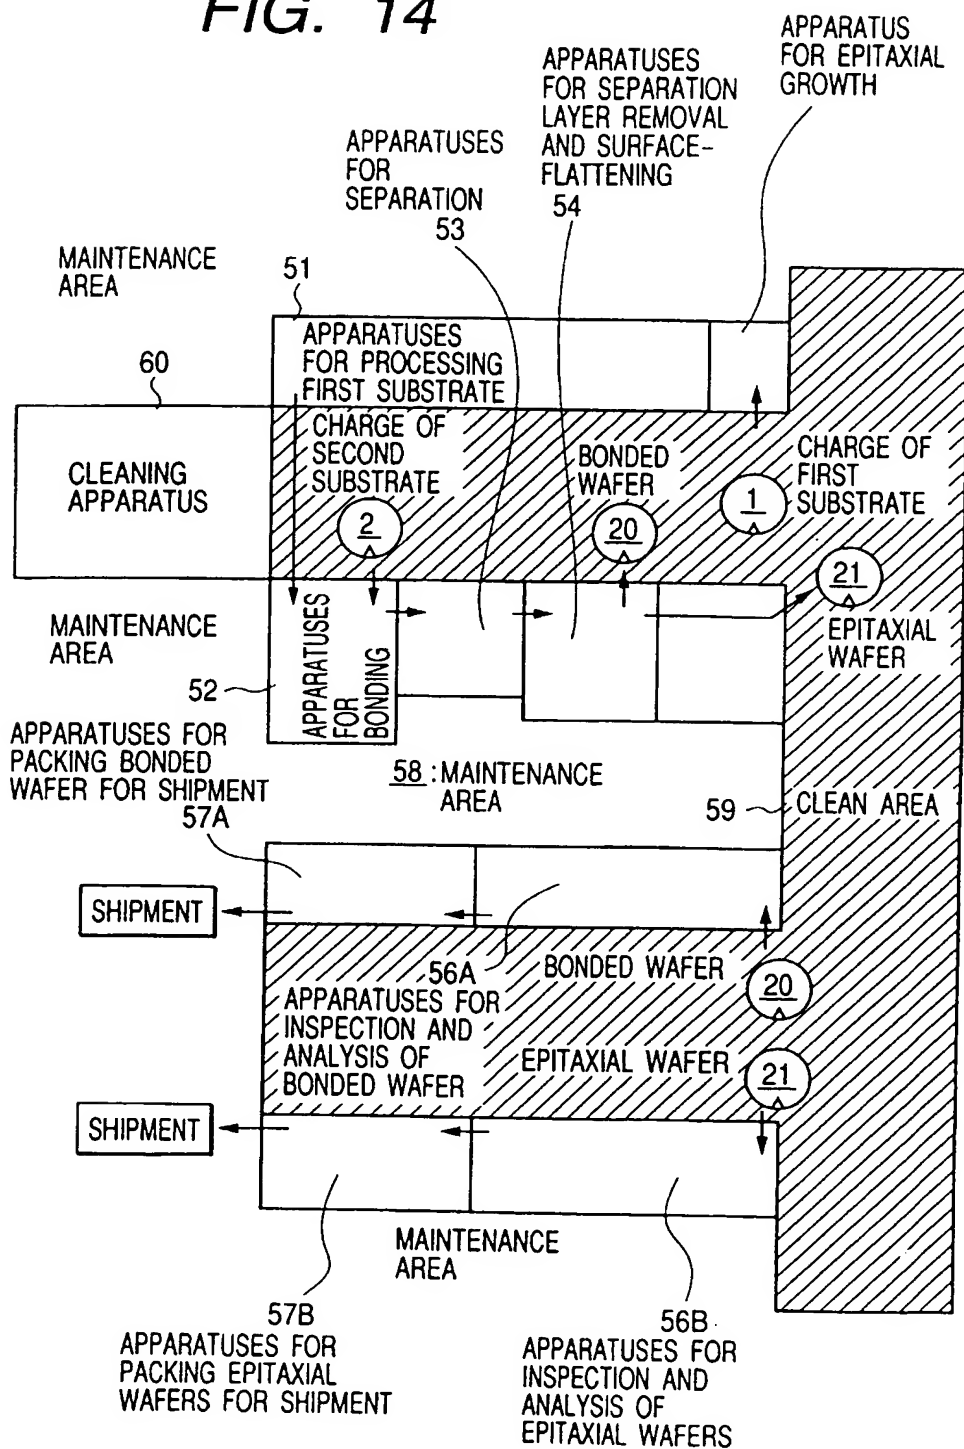 FIG. 14
APPARATUS
FOR EPITAXIAL
GROWTH
APPARATUSES
FOR SEPARATION
LAYER REMOVAL
AND SURFACE-
FLATTENING
54
APPARATUSES
FOR
SEPARATION
53
MAINTENANCE
AREA
51
APPARATUSES
FOR PROCESSING
FIRST SUBSTRATE
60
CLEANING
APPARATUS
CHARGE OF
SECOND
SUBSTRATE
2
BONDED
WAFER
20
1
CHARGE OF
FIRST
SUBSTRATE
21
EPITAXIAL
WAFER
MAINTENANCE
AREA
52
APPARATUSES
FOR
BONDING
APPARATUSES FOR
PACKING BONDED
WAFER FOR SHIPMENT
57A
58 : MAINTENANCE
AREA
59
CLEAN AREA
SHIPMENT
56A
APPARATUSES FOR
INSPECTION AND
ANALYSIS OF
BONDED WAFER
BONDED WAFER
20
EPITAXIAL WAFER
21
SHIPMENT
MAINTENANCE
AREA
57B
APPARATUSES FOR
PACKING EPITAXIAL
WAFERS FOR SHIPMENT
56B
APPARATUSES FOR
INSPECTION AND
ANALYSIS OF
EPITAXIAL WAFERS